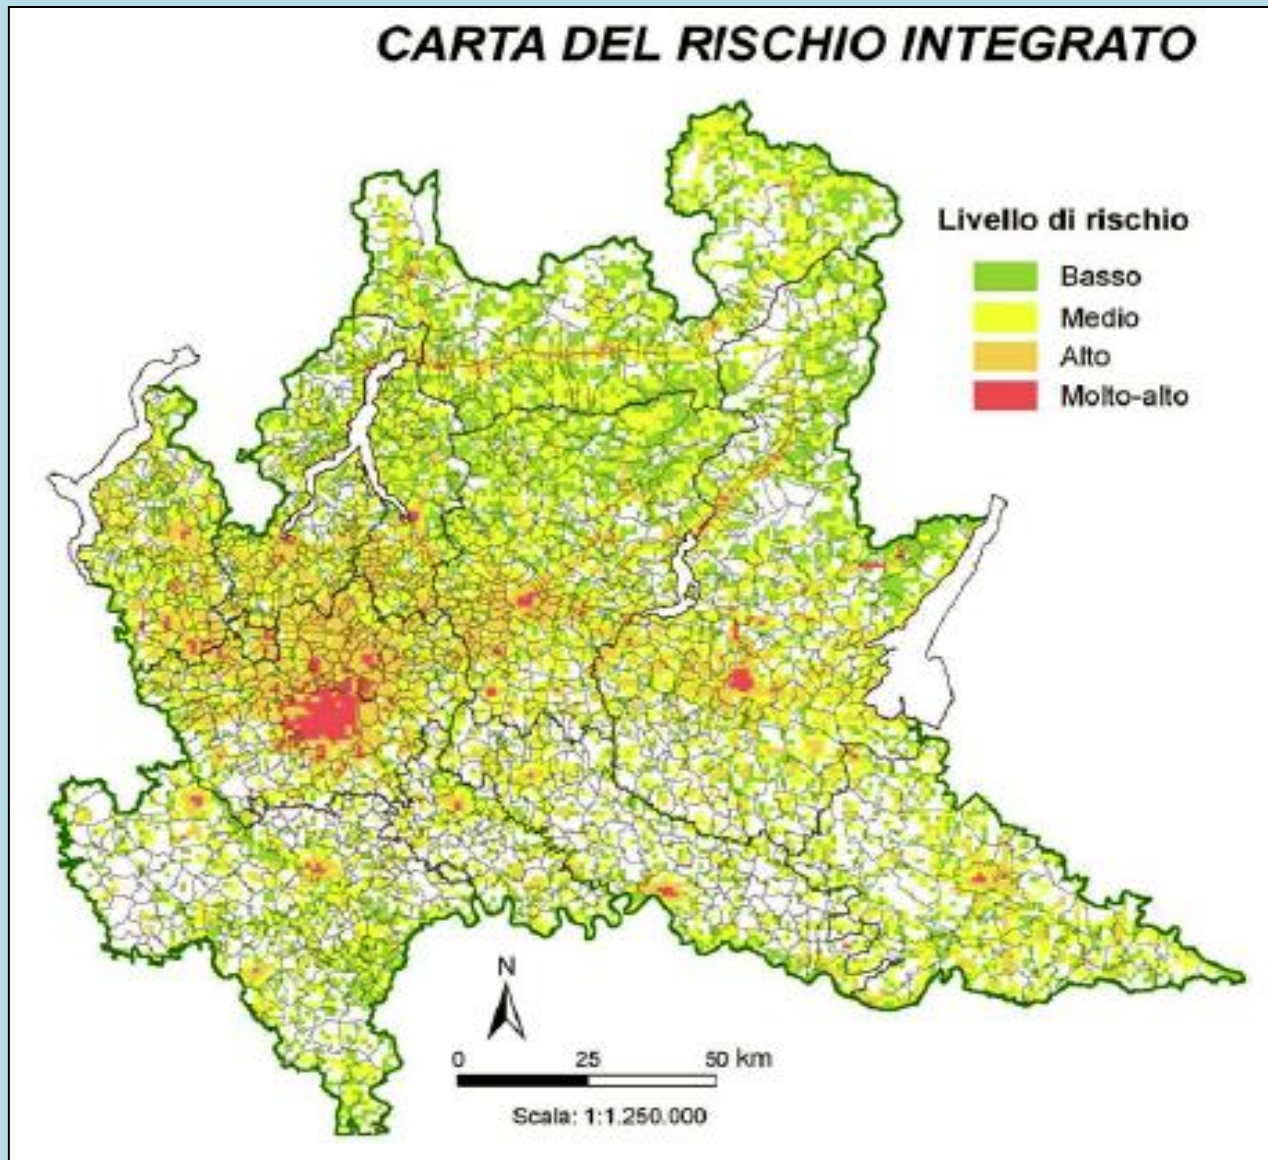 CARTA DEL RISCHIO INTEGRATO
Livello di rischio
Basso
Medio
Alto
Molto-alto
N
0 25 50 km
Scala: 1:1.250.000